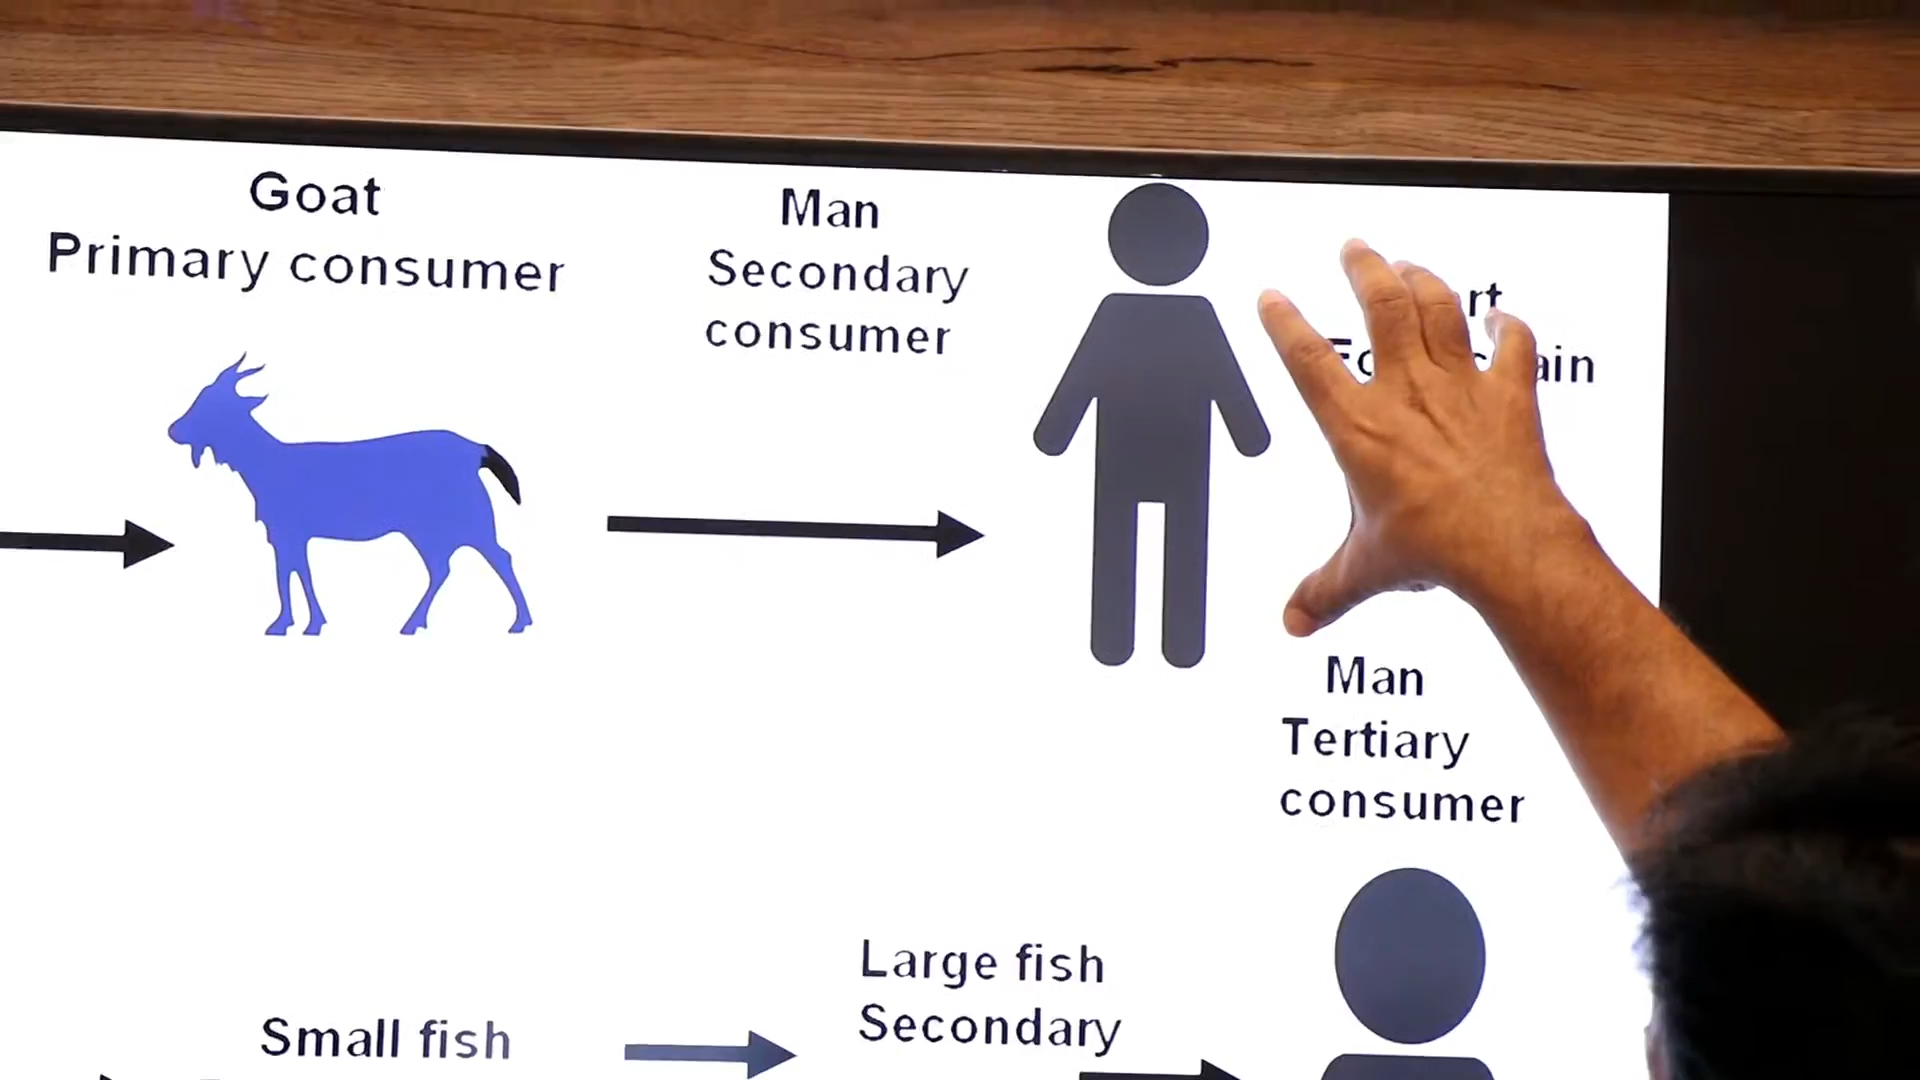 Goat
Primary consumer
Man
Secondary
consumer
Man
Tertiary
consumer
Large fish
Secondary
Small fish